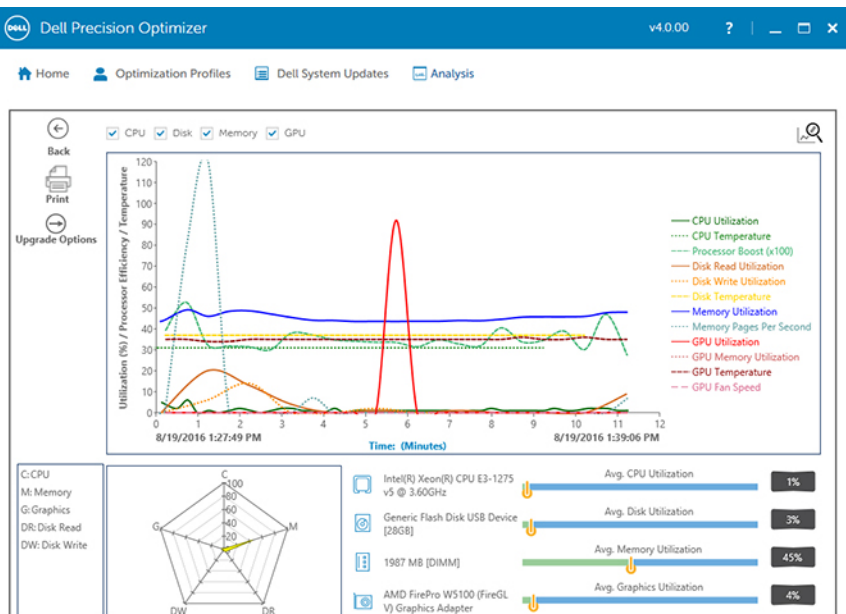 DELL Dell Precision Optimizer v4.0.00 ?
Home Optimization Profiles Dell System Updates Analysis
Back
Print
Upgrade Options
CPU Disk Memory GPU
Utilization (%) / Processor Efficiency / Temperature
120
110
100
90
80
70
60
50
40
30
20
10
0
0 1 2 3 4 5 6 7 8 9 10 11 12
8/19/2016 1:27:49 PM 8/19/2016 1:39:06 PM
Time: (Minutes)
CPU Utilization
CPU Temperature
Processor Boost (x100)
Disk Read Utilization
Disk Write Utilization
Disk Temperature
Memory Utilization
Memory Pages Per Second
GPU Utilization
GPU Memory Utilization
GPU Temperature
GPU Fan Speed
C:CPU
M: Memory
G: Graphics
DR: Disk Read
DW: Disk Write
C
100
80
60
40
20
G
M
DW
DR
Intel(R) Xeon(R) CPU E3-1275
v5 @ 3.60GHz
Avg. CPU Utilization
1%
Generic Flash Disk USB Device
[28GB]
Avg. Disk Utilization
3%
1987 MB [DIMM]
Avg. Memory Utilization
45%
AMD FirePro W5100 (FireGL
V) Graphics Adapter
Avg. Graphics Utilization
4%